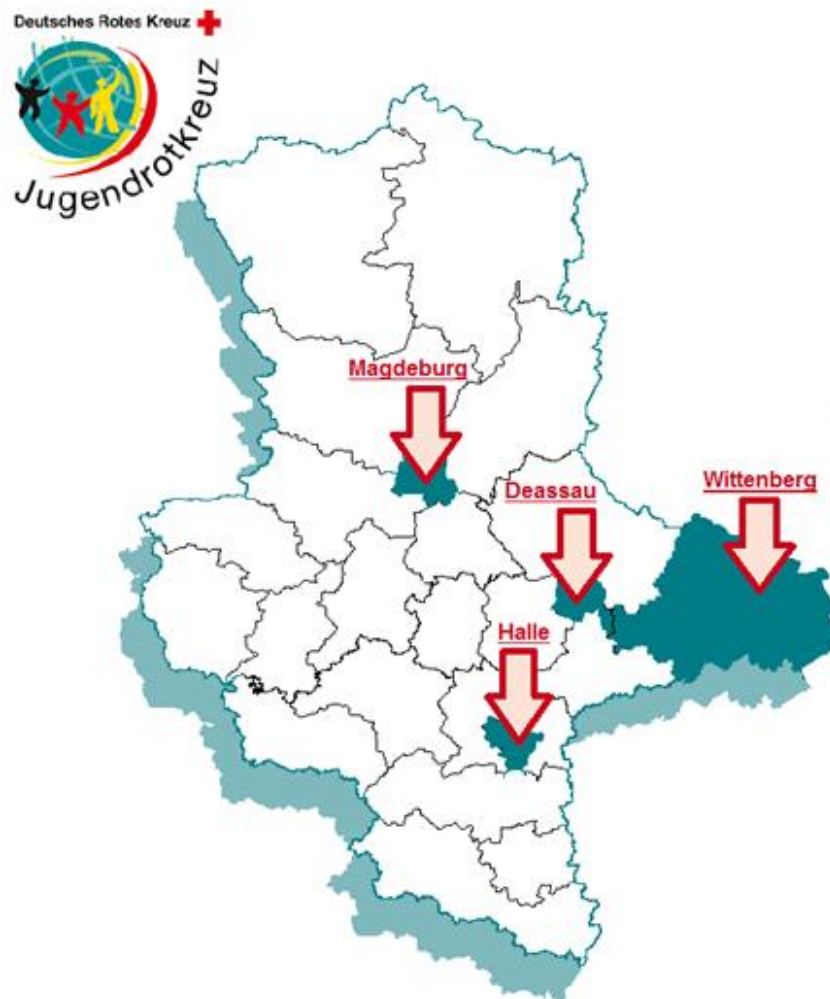 Deutsches Rotes Kreuz
Jugendrotkreuz
Magdeburg
Deassau
Wittenberg
Halle